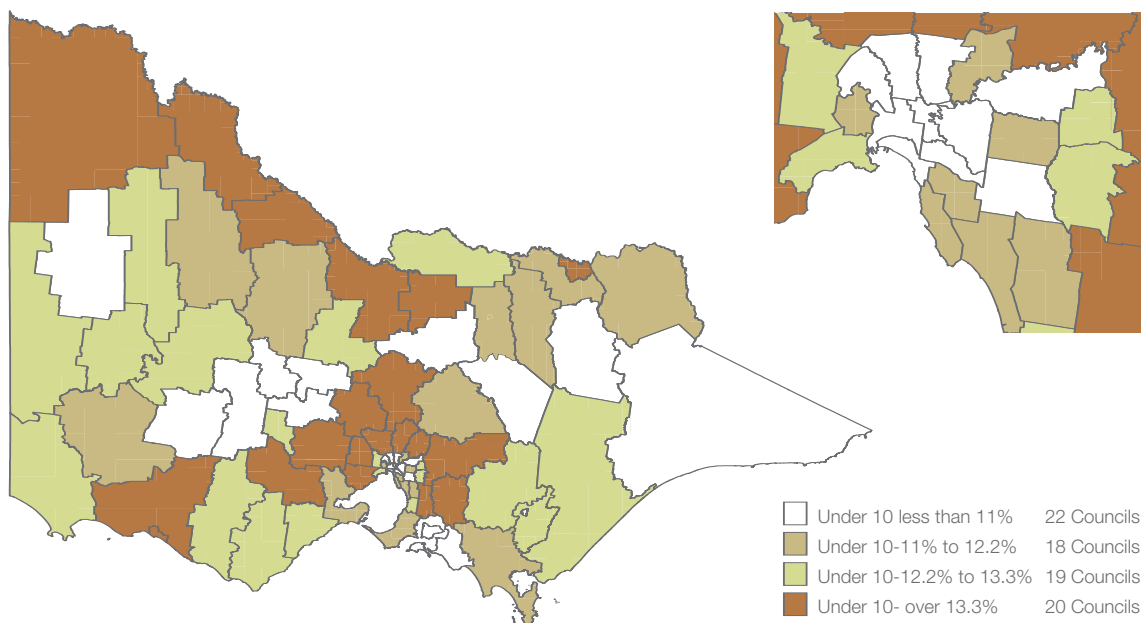 Under 10 less than 11% 22 Councils
Under 10-11% to 12.2% 18 Councils
Under 10-12.2% to 13.3% 19 Councils
Under 10- over 13.3% 20 Councils